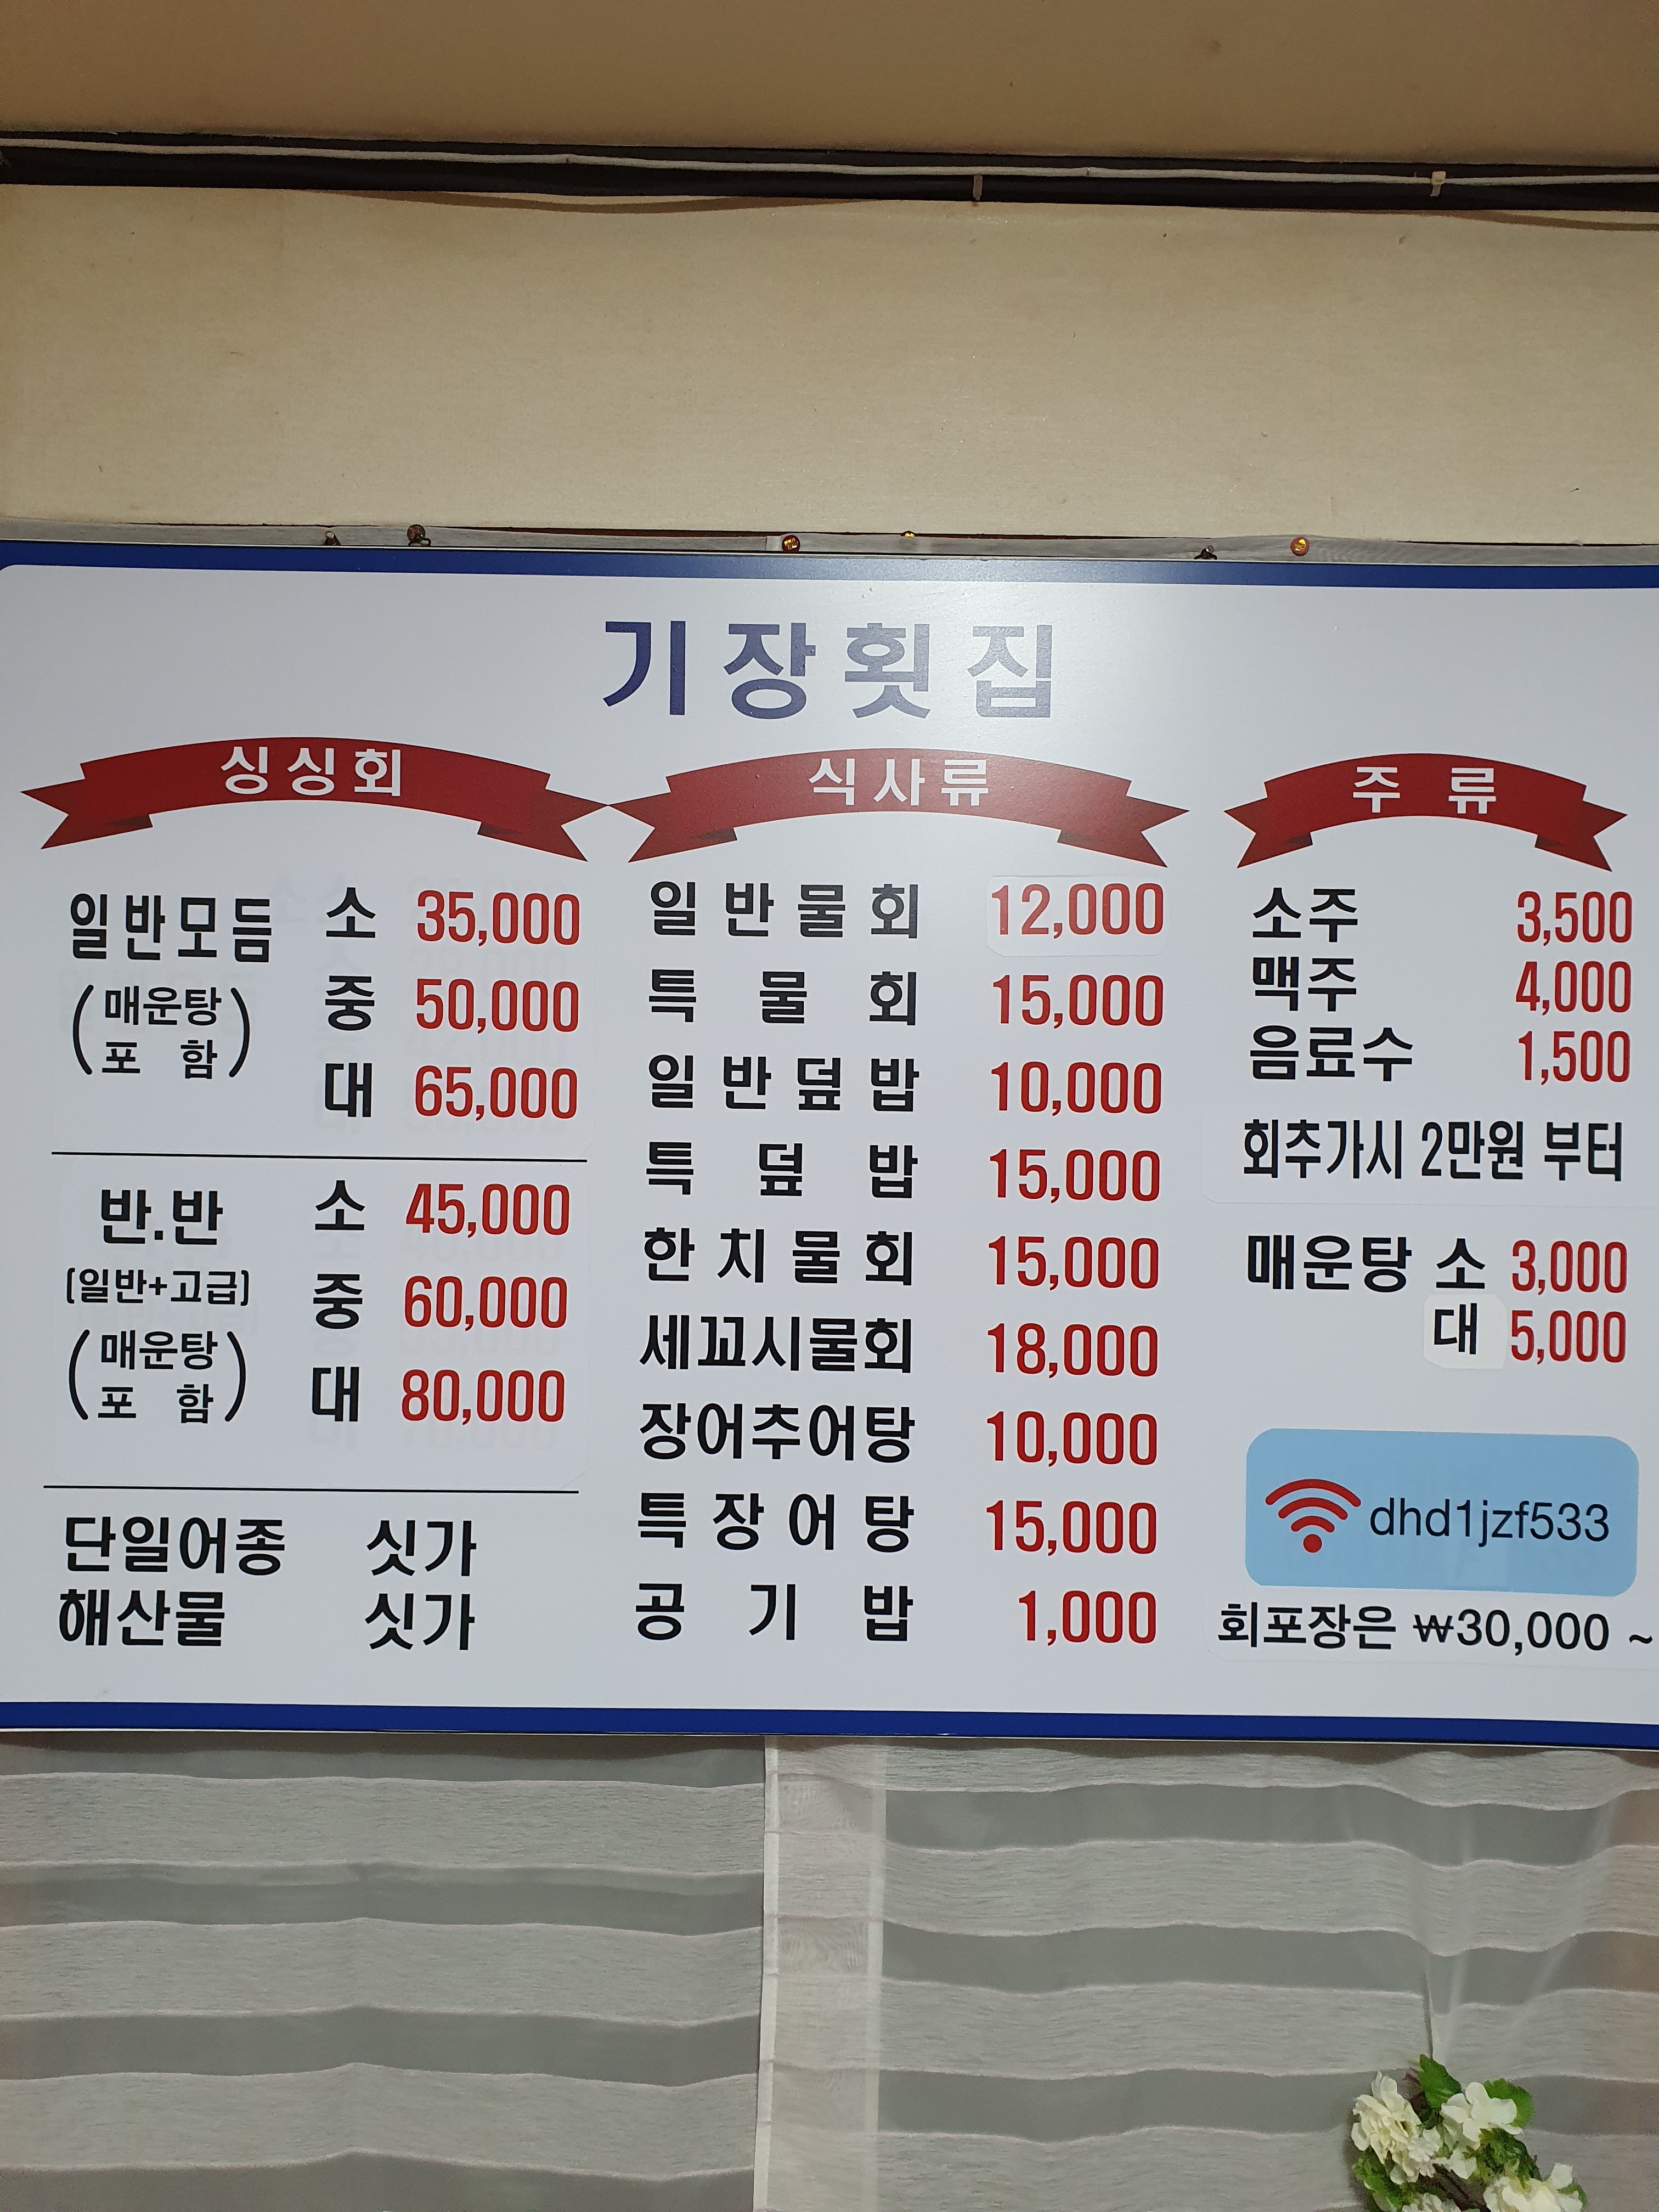 기장횟집
싱싱회
일반모듬 소 35,000
(매운탕 포함) 중 50,000
대 65,000
반.반 소 45,000
[일반+고급] 중 60,000
(매운탕 포함) 대 80,000
단일어종 싯가
해산물 싯가
식사류
일반물회 12,000
특물회 15,000
일반덮밥 10,000
특덮밥 15,000
한치물회 15,000
세꼬시물회 18,000
장어추어탕 10,000
특장어탕 15,000
공기밥 1,000
주류
소주 3,500
맥주 4,000
음료수 1,500
회추가시 2만원 부터
매운탕 소 3,000
대 5,000
dhd1jzf533
회포장은 ₩30,000 ~